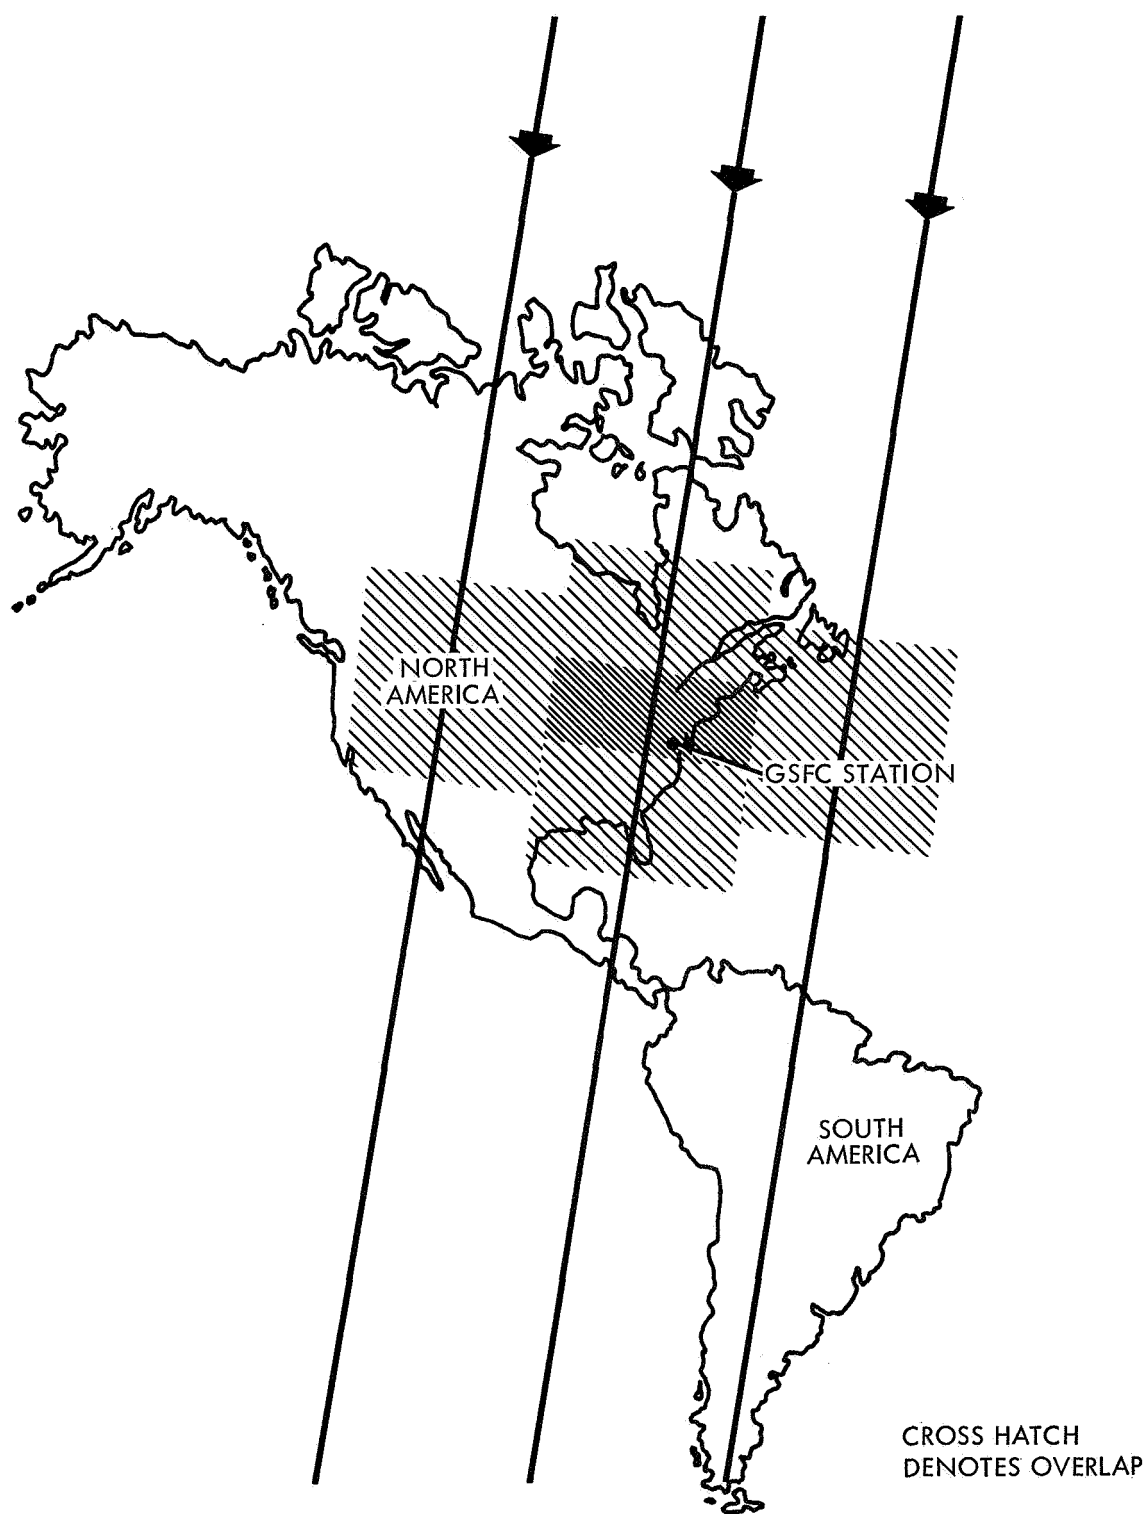 NORTH
AMERICA
GSFC STATION
SOUTH
AMERICA
CROSS HATCH
DENOTES OVERLAP